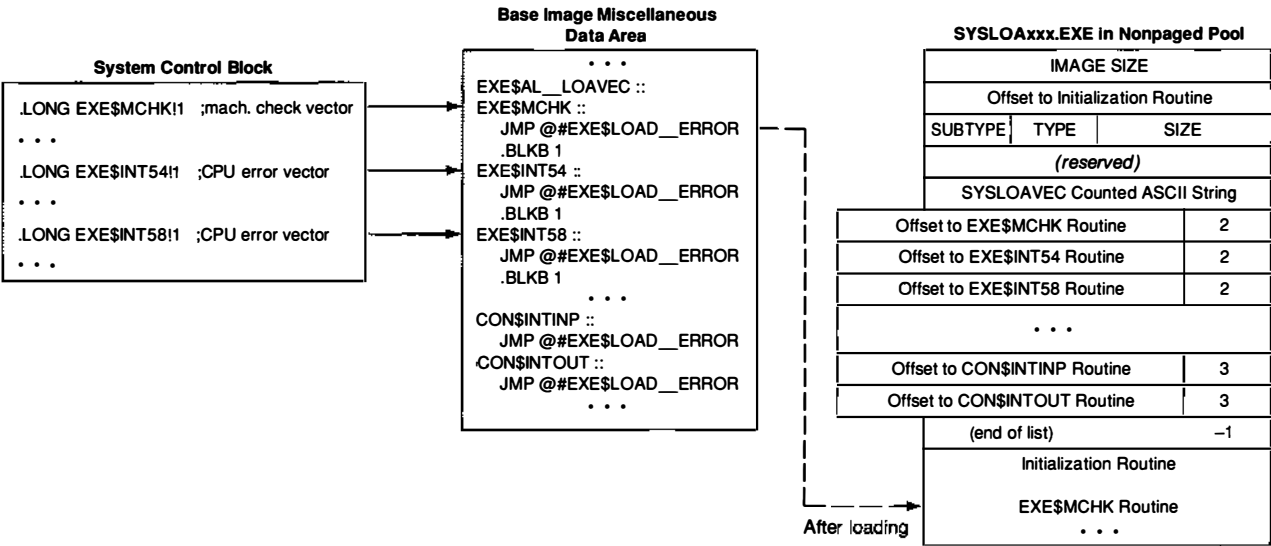 System Control Block
.LONG EXE$MCHK!1 ;mach. check vector
. . .
.LONG EXE$INT54!1 ;CPU error vector
. . .
.LONG EXE$INT58!1 ;CPU error vector
. . .
Base Image Miscellaneous
Data Area
. . .
EXE$AL__LOAVEC ::
EXE$MCHK ::
JMP @#EXE$LOAD__ERROR
.BLKB 1
EXE$INT54 ::
JMP @#EXE$LOAD__ERROR
.BLKB 1
EXE$INT58 ::
JMP @#EXE$LOAD__ERROR
.BLKB 1
. . .
CON$INTINP ::
JMP @#EXE$LOAD__ERROR
CON$INTOUT ::
JMP @#EXE$LOAD__ERROR
. . .
SYSLOAxxx.EXE in Nonpaged Pool
IMAGE SIZE
Offset to Initialization Routine
SUBTYPE TYPE SIZE
(reserved)
SYSLOAVEC Counted ASCII String
Offset to EXE$MCHK Routine 2
Offset to EXE$INT54 Routine 2
Offset to EXE$INT58 Routine 2
. . .
Offset to CON$INTINP Routine 3
Offset to CON$INTOUT Routine 3
(end of list) –1
Initialization Routine
EXE$MCHK Routine
. . .
After loading